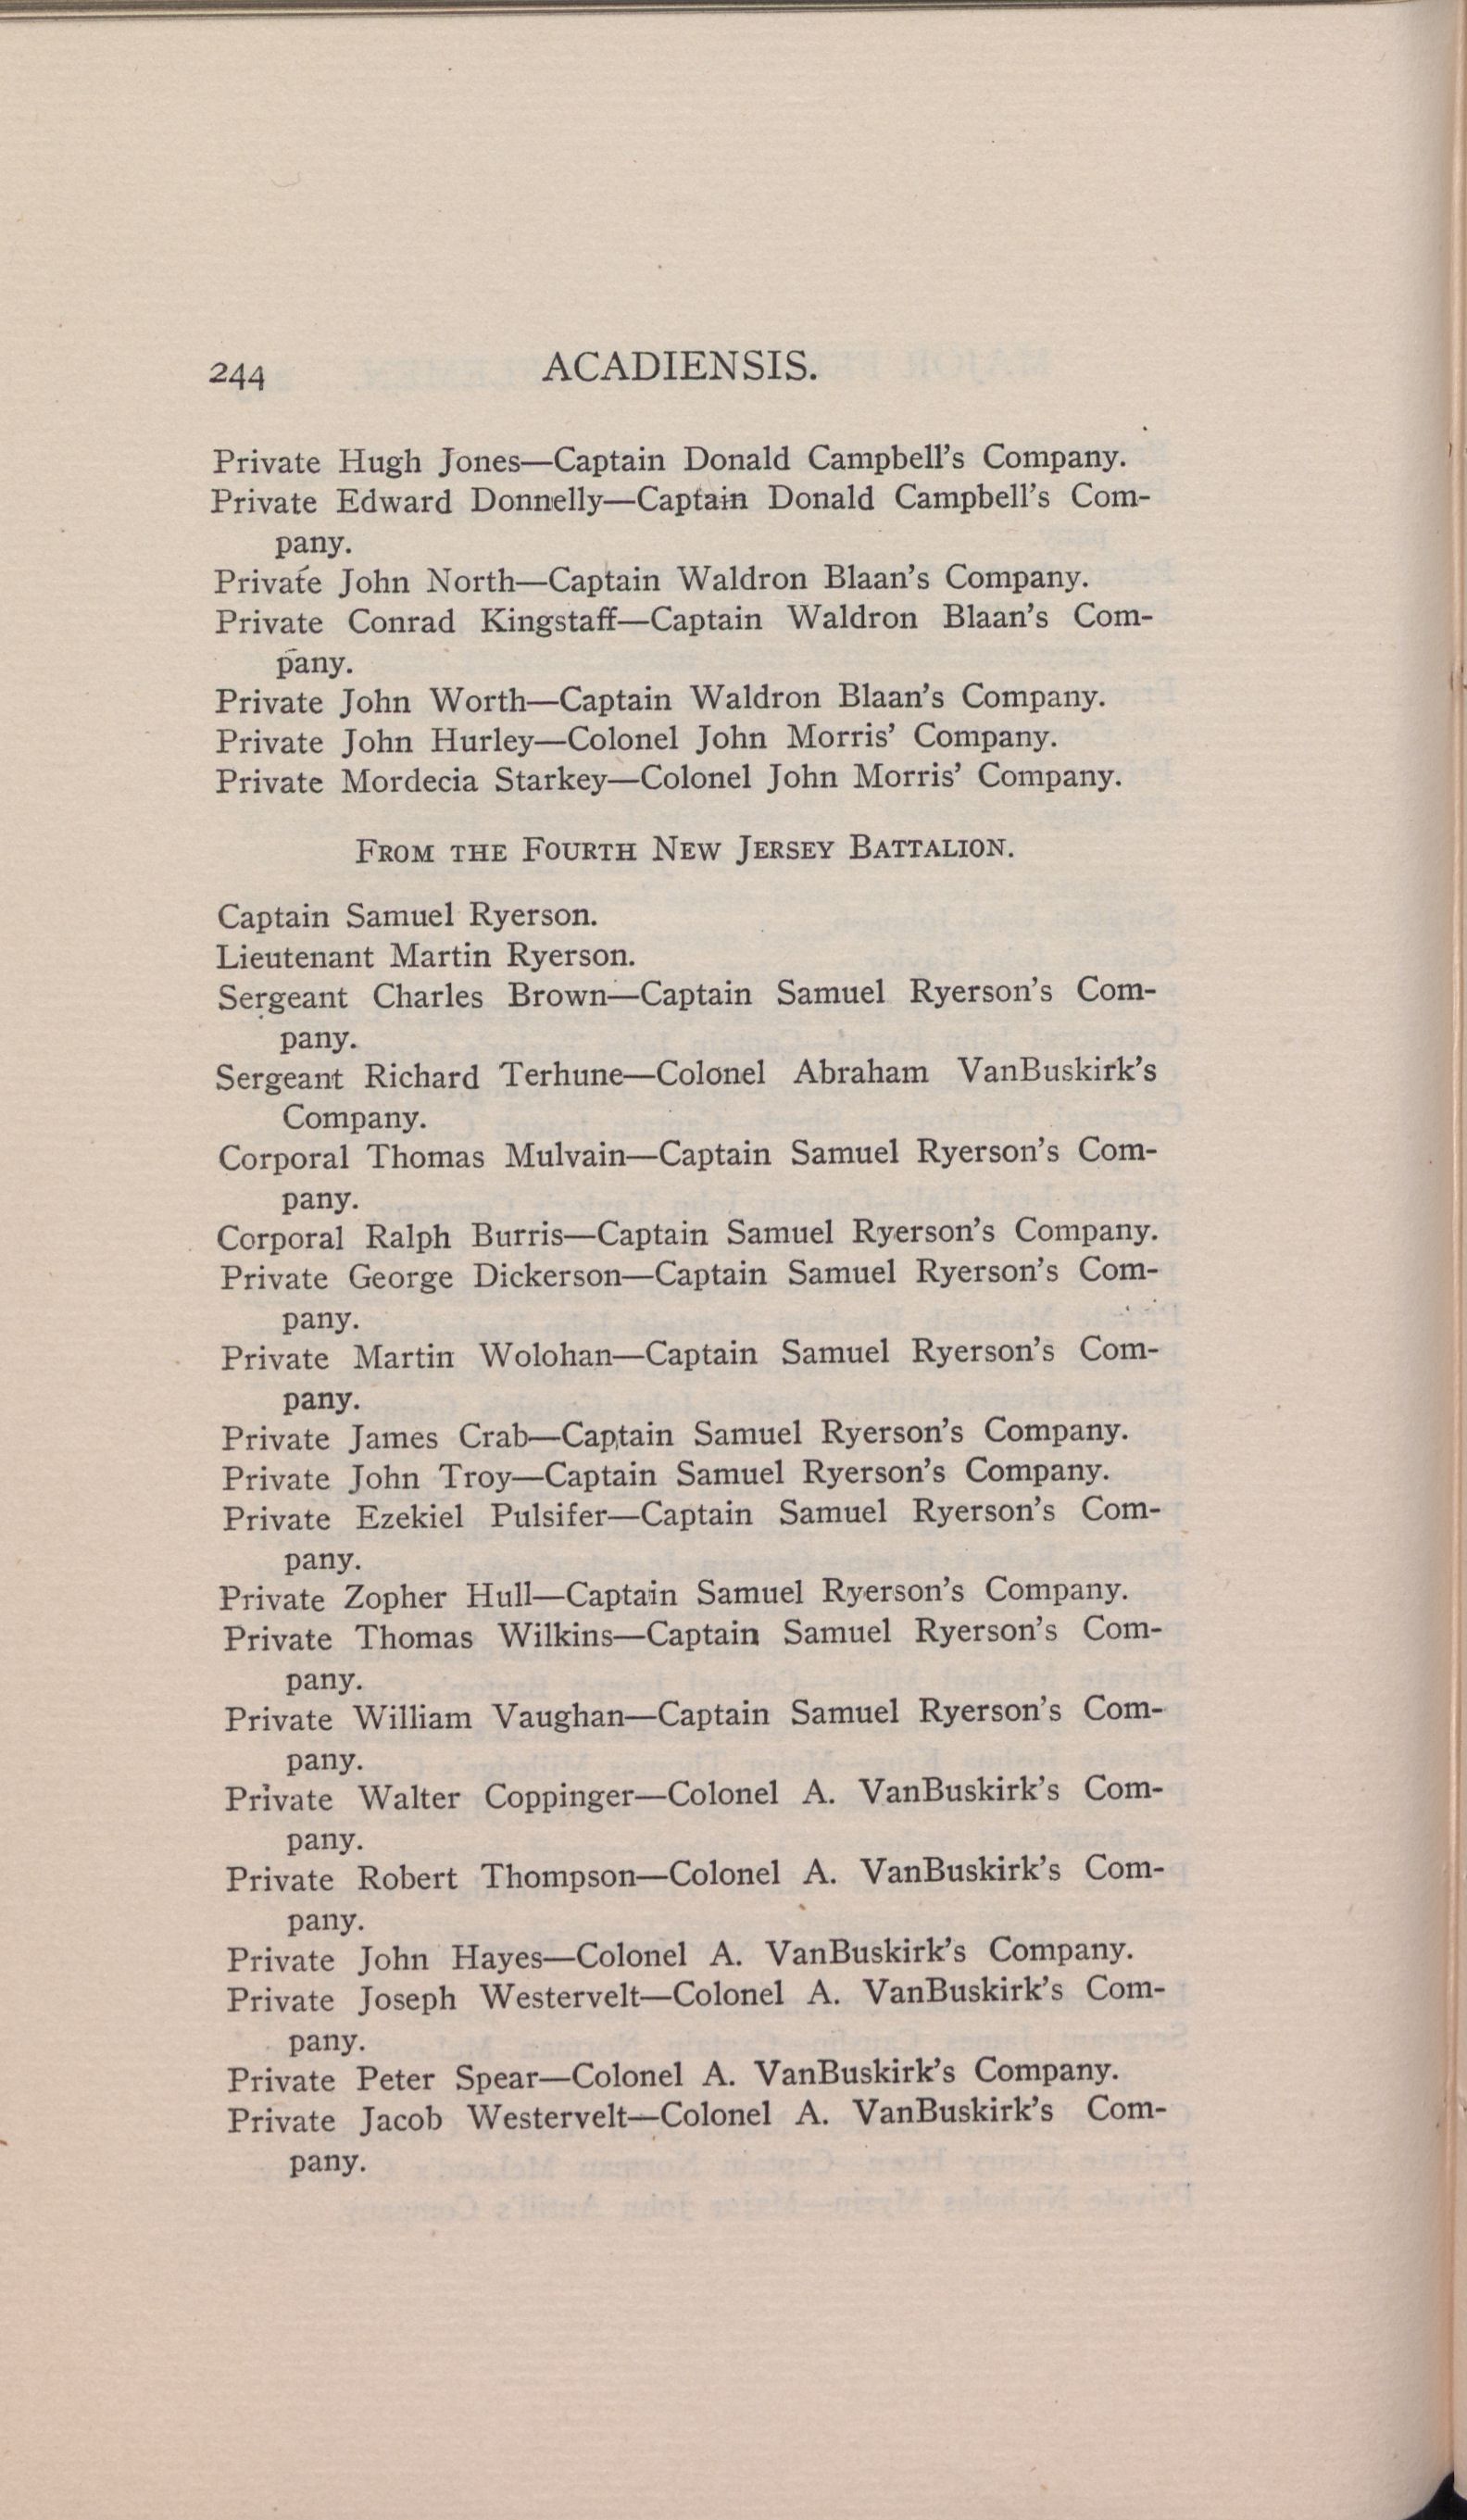 244 ACADIENSIS.
Private Hugh Jones—Captain Donald Campbell's Company.
Private Edward Donnelly—Captain Donald Campbell's Com-
pany.
Private John North—Captain Waldron Blaan's Company.
Private Conrad Kingstaff—Captain Waldron Blaan's Com-
pany.
Private John Worth—Captain Waldron Blaan's Company.
Private John Hurley—Colonel John Morris' Company.
Private Mordecia Starkey—Colonel John Morris' Company.
From the Fourth New Jersey Battalion.
Captain Samuel Ryerson.
Lieutenant Martin Ryerson.
Sergeant Charles Brown—Captain Samuel Ryerson's Com-
pany.
Sergeant Richard Terhune—Colonel Abraham VanBuskirk's
Company.
Corporal Thomas Mulvain—Captain Samuel Ryerson's Com-
pany.
Corporal Ralph Burris—Captain Samuel Ryerson's Company.
Private George Dickerson—Captain Samuel Ryerson's Com-
pany.
Private Martin Wolohan—Captain Samuel Ryerson's Com-
pany.
Private James Crab—Captain Samuel Ryerson's Company.
Private John Troy—Captain Samuel Ryerson's Company.
Private Ezekiel Pulsifer—Captain Samuel Ryerson's Com-
pany.
Private Zopher Hull—Captain Samuel Ryerson's Company.
Private Thomas Wilkins—Captain Samuel Ryerson's Com-
pany.
Private William Vaughan—Captain Samuel Ryerson's Com-
pany.
Private Walter Coppinger—Colonel A. VanBuskirk's Com-
pany.
Private Robert Thompson—Colonel A. VanBuskirk's Com-
pany.
Private John Hayes—Colonel A. VanBuskirk's Company.
Private Joseph Westervelt—Colonel A. VanBuskirk's Com-
pany.
Private Peter Spear—Colonel A. VanBuskirk's Company.
Private Jacob Westervelt—Colonel A. VanBuskirk's Com-
pany.